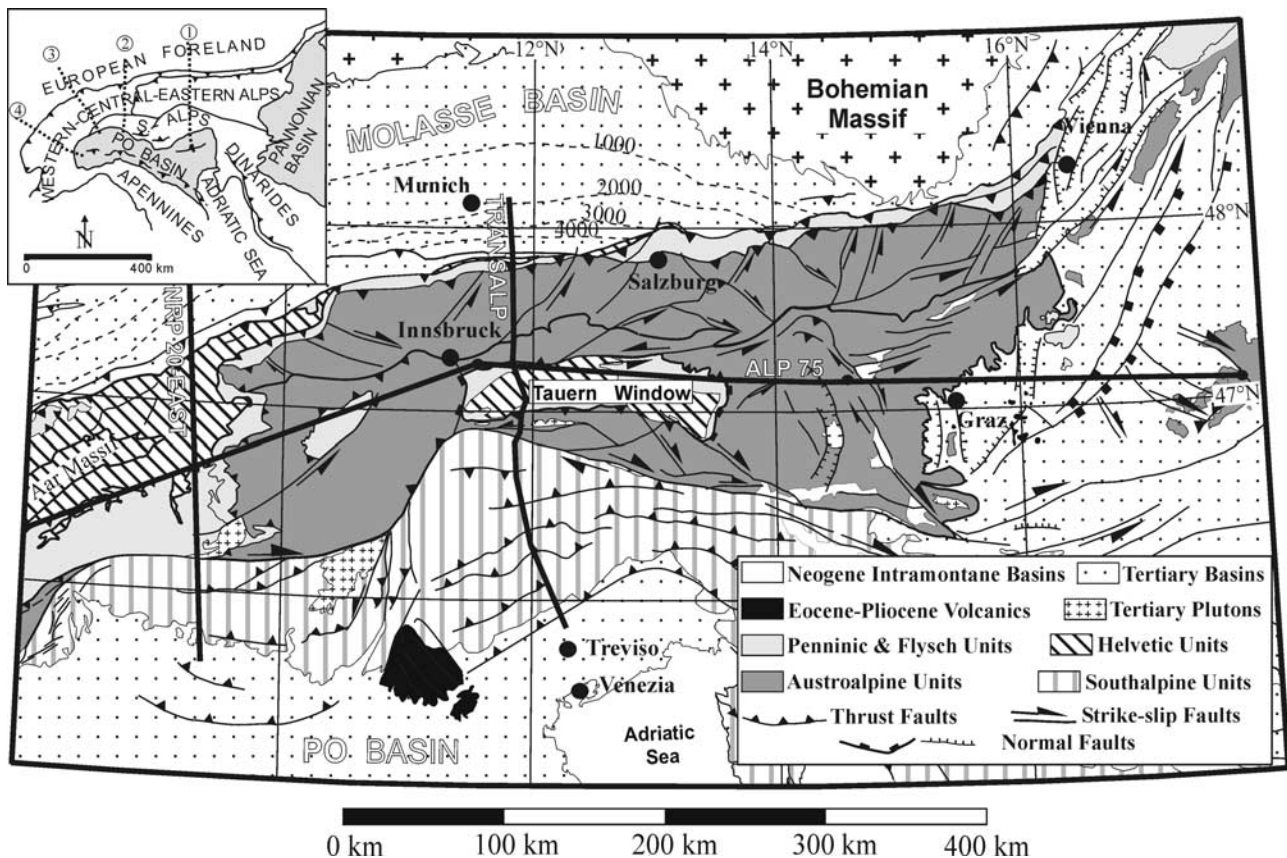 ①
②
③
④
EUROPEAN FORELAND
WESTERN-CENTRAL-EASTERN ALPS
S. ALPS
PO. BASIN
PANNONIAN
BASIN
DINARIDES
ADRIATIC SEA
APENNINES
N
0 400 km
12°N
14°N
16°N
MOLASSE BASIN
Bohemian
Massif
Vienna
1000
2000
3000
4000
Munich
48°N
TRANSALP
Salzburg
NRP 20-EAST
Innsbruck
ALP 75
Tauern Window
47°N
Graz
Aar Massif
Treviso
Venezia
Adriatic
Sea
PO. BASIN
Neogene Intramontane Basins
Tertiary Basins
Eocene-Pliocene Volcanics
Tertiary Plutons
Penninic & Flysch Units
Helvetic Units
Austroalpine Units
Southalpine Units
Thrust Faults
Strike-slip Faults
Normal Faults
0 km 100 km 200 km 300 km 400 km